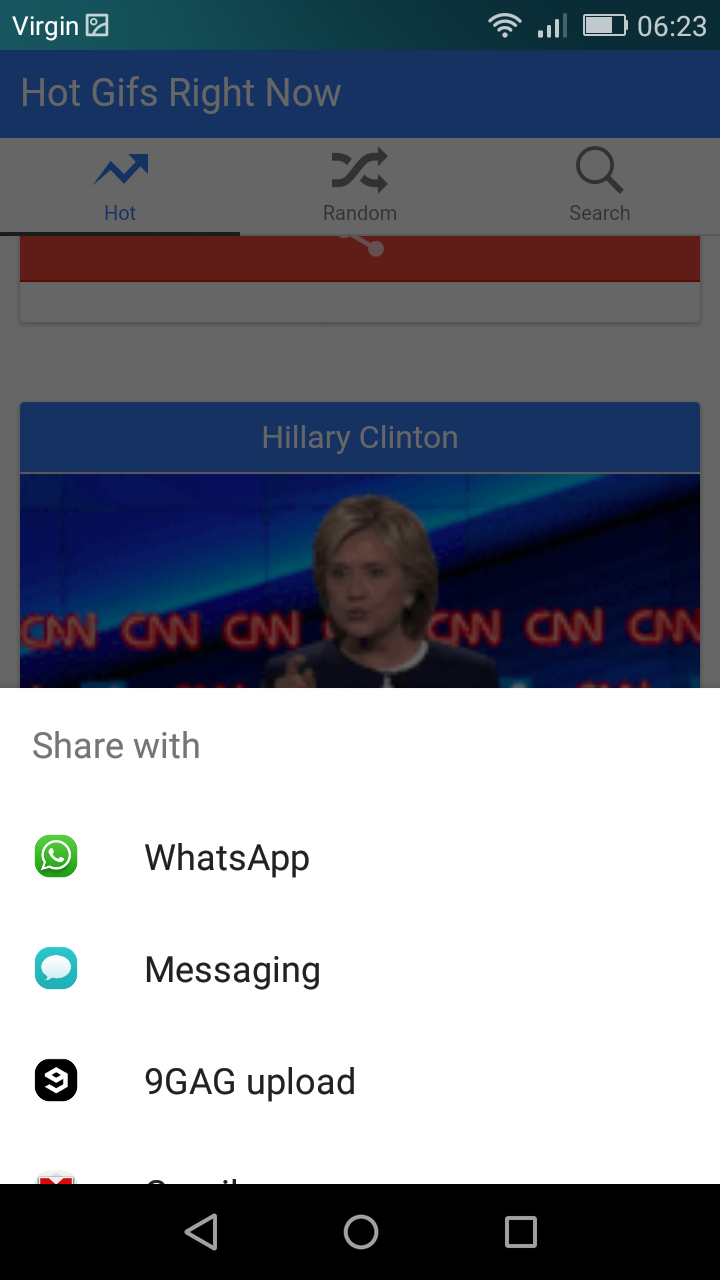 Virgin 06:23
Hot Gifs Right Now
Hot Random Search
Hillary Clinton
CNN CNN CNN CNN CNN CNN
Share with
WhatsApp
Messaging
9GAG upload